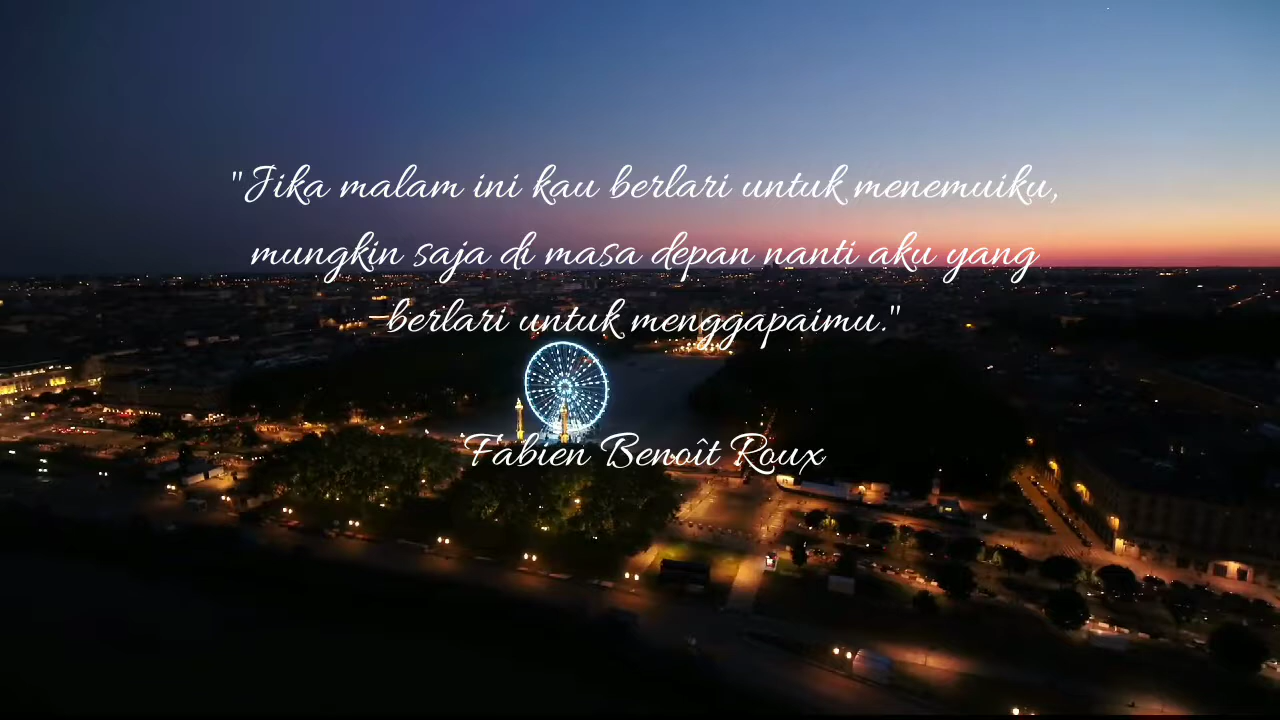 "Jika malam ini kau berlari untuk menemuiku,
mungkin saja di masa depan nanti aku yang
berlari untuk menggapaimu."
Fabien Benoît Roux